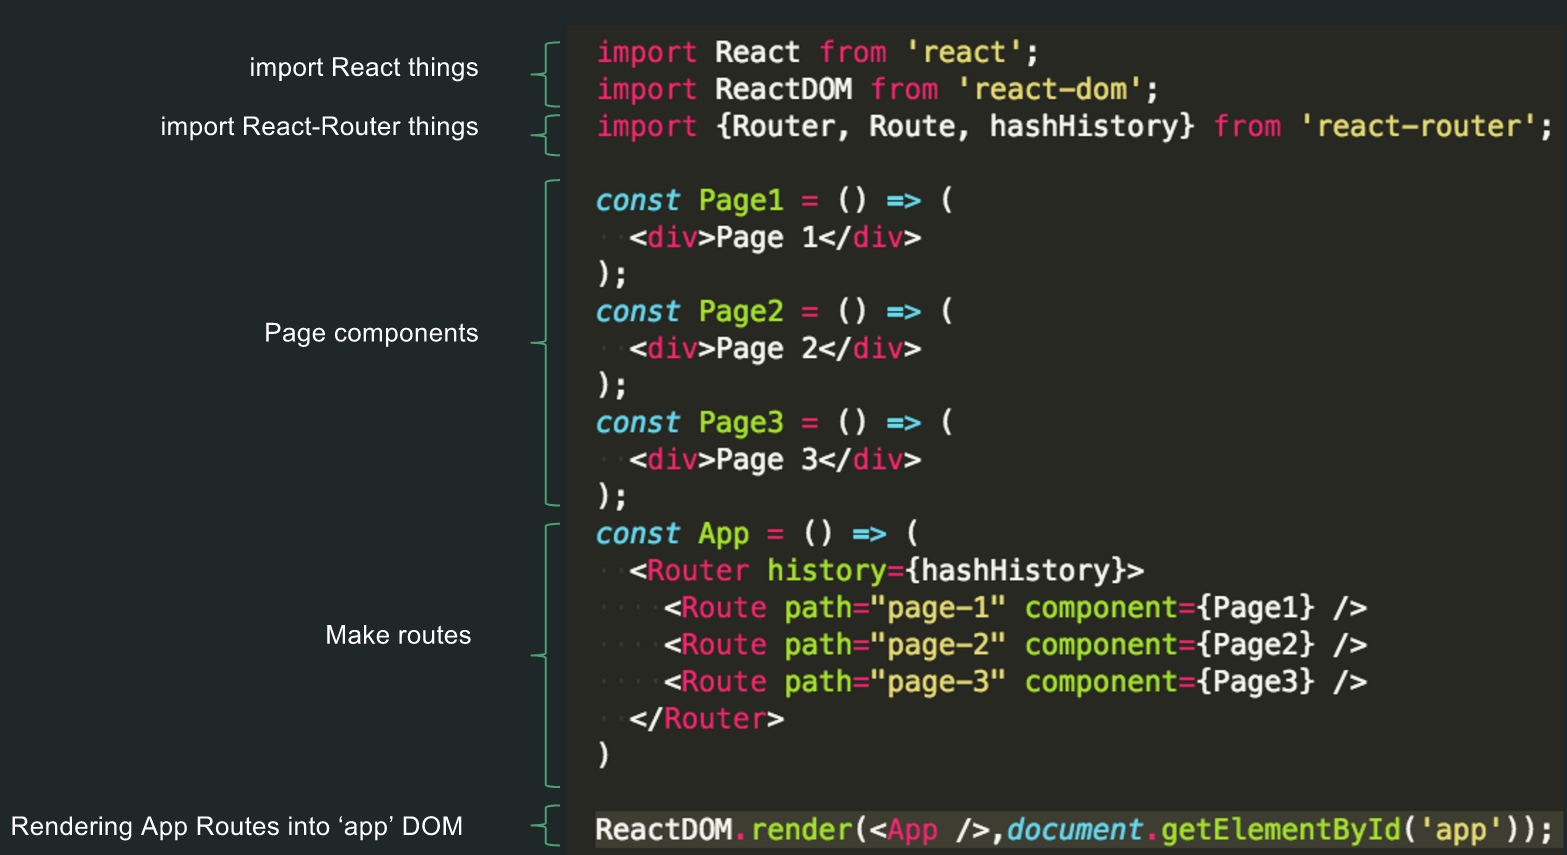 import React things
import React-Router things
Page components
Make routes
Rendering App Routes into ‘app’ DOM
import React from 'react';
import ReactDOM from 'react-dom';
import {Router, Route, hashHistory} from 'react-router';
const Page1 = () => (
<div>Page 1</div>
);
const Page2 = () => (
<div>Page 2</div>
);
const Page3 = () => (
<div>Page 3</div>
);
const App = () => (
<Router history={hashHistory}>
<Route path="page-1" component={Page1} />
<Route path="page-2" component={Page2} />
<Route path="page-3" component={Page3} />
</Router>
)
ReactDOM.render(<App />,document.getElementById('app'));